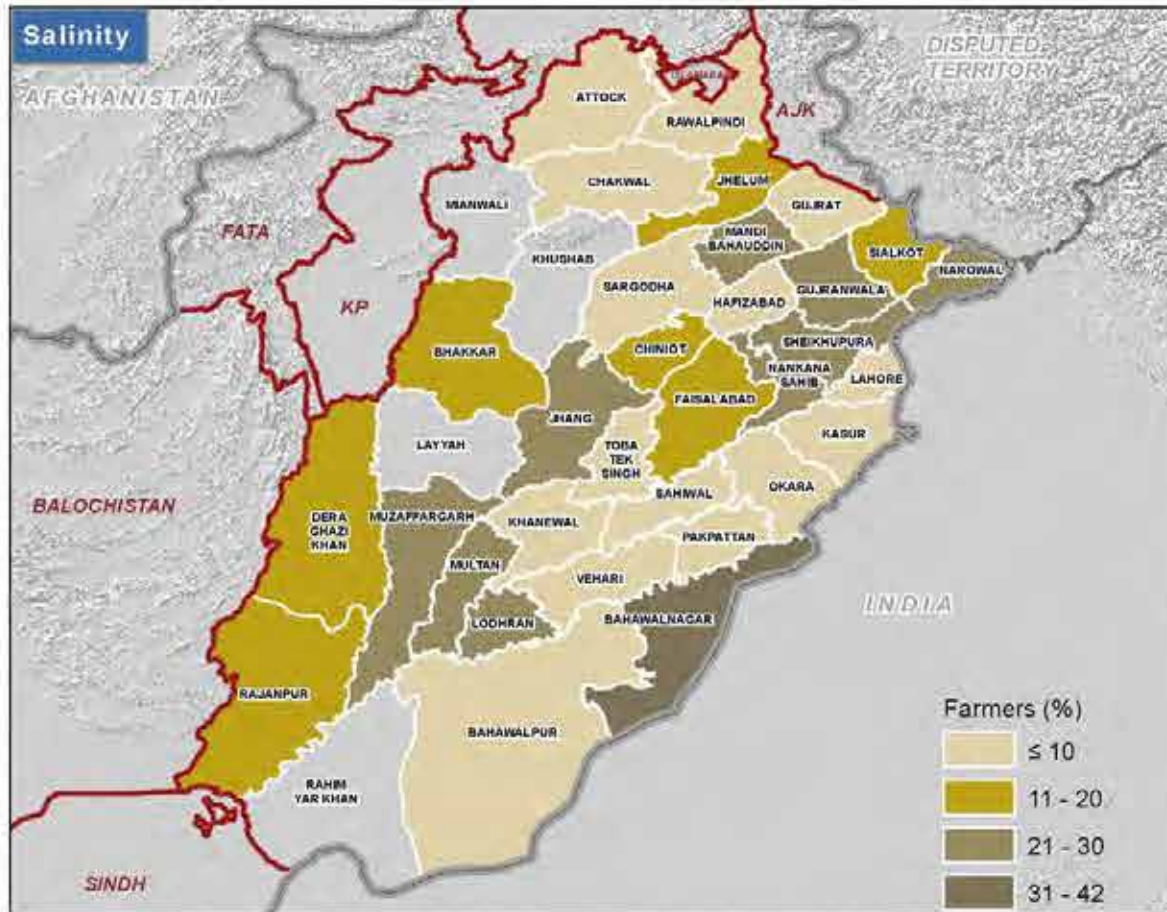 Salinity
AFGHANISTAN
DISPUTED
TERRITORY
AJK
ATTOCK
RAWALPINDI
CHAKWAL
JHELUM
GUJRAT
MIANWALI
KHUSHAB
MANDI
BAHAUDDIN
SIALKOT
NAROWAL
FATA
KP
SARGODHA
HAFIZABAD
GUJRANWALA
BHAKKAR
CHINIOT
SHEIKHUPURA
NANKANA
SAHIB
LAHORE
FAISALABAD
JHANG
LAYYAH
TOBA
TEK
SINGH
KASUR
OKARA
SAHIWAL
BALOCHISTAN
DERA
GHAZI
KHAN
MUZAFFARGARH
KHANEWAL
PAKPATTAN
MULTAN
VEHARI
INDIA
LODHRAN
BAHAWALNAGAR
RAJANPUR
BAHAWALPUR
RAHIM
YAR KHAN
SINDH
Farmers (%)
≤ 10
11 - 20
21 - 30
31 - 42